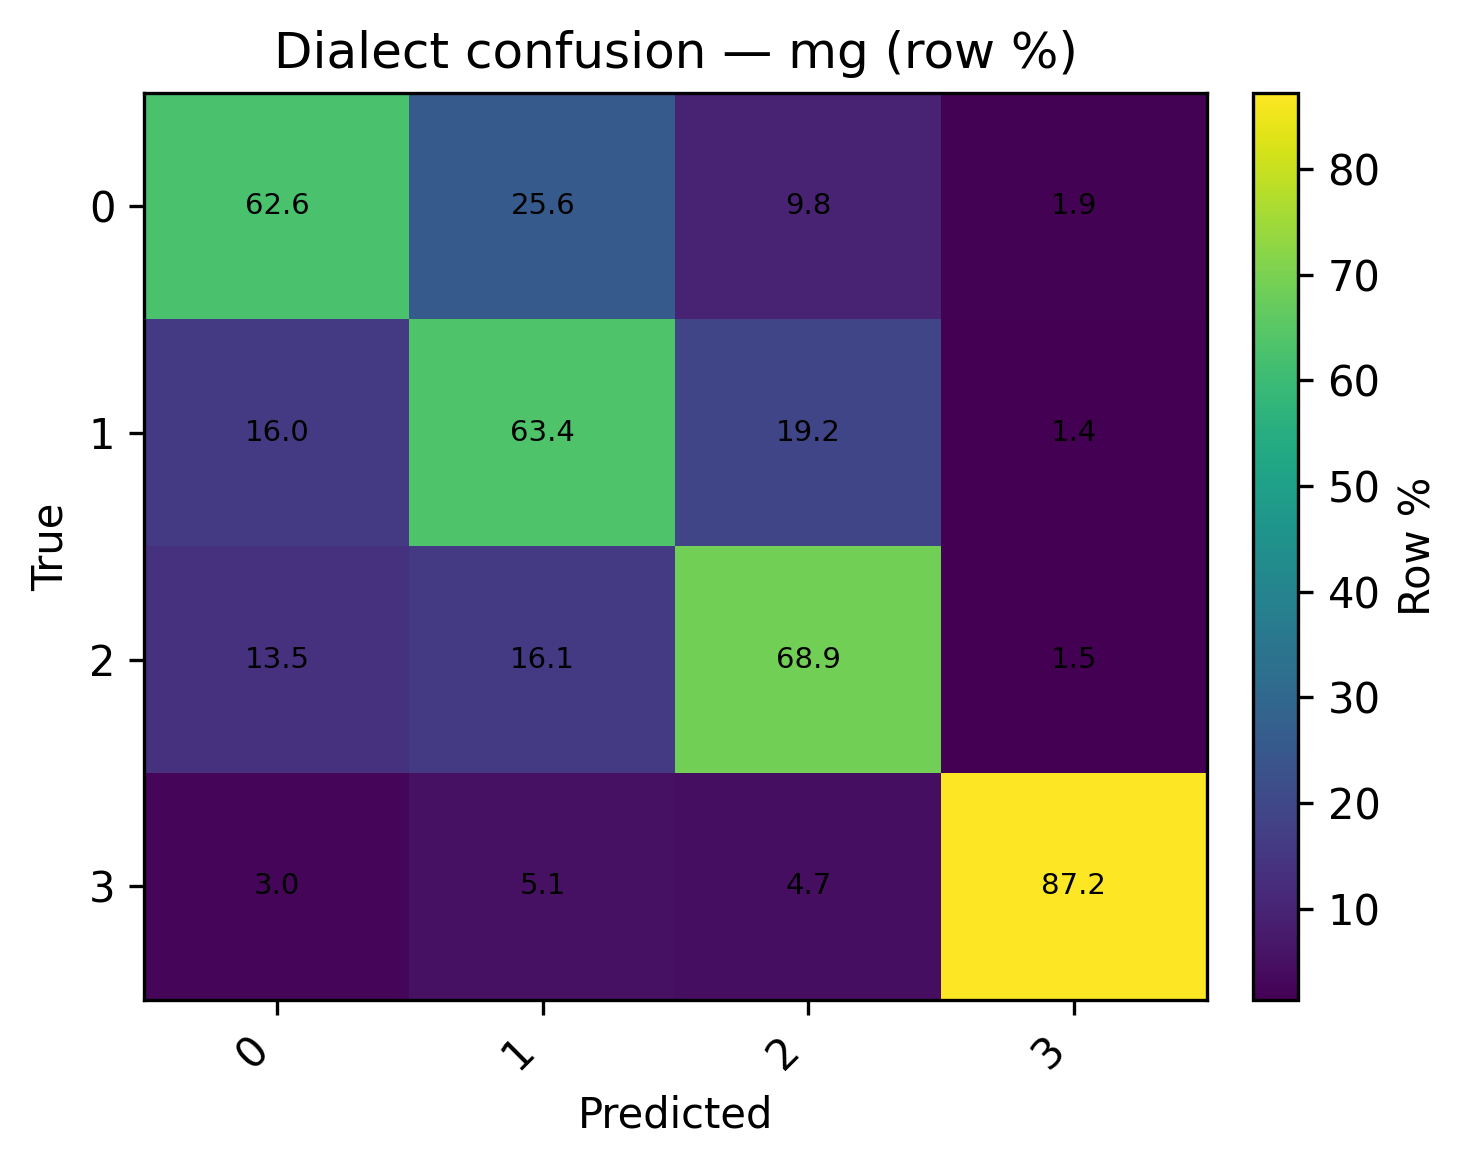 Dialect confusion — mg (row %)
0 62.6 25.6 9.8 1.9 80
70
60
1 16.0 63.4 19.2 1.4
50
True
Row %
40
2 13.5 16.1 68.9 1.5
30
20
3 3.0 5.1 4.7 87.2
10
0 1 2 3
Predicted